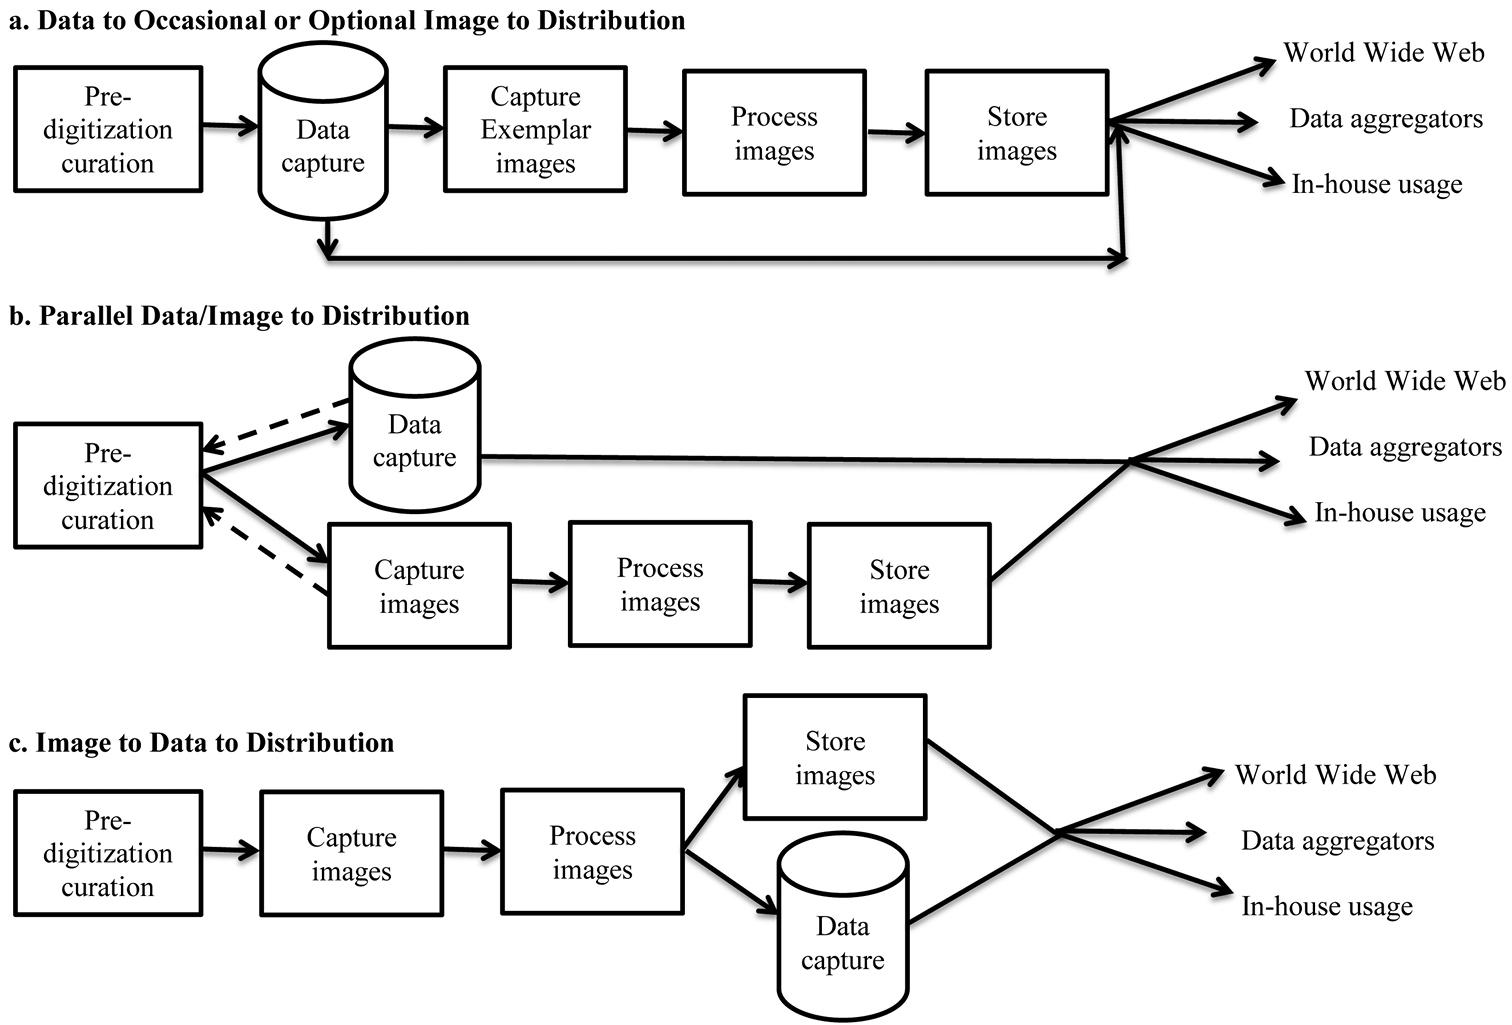 a. Data to Occasional or Optional Image to Distribution
Pre-
digitization
curation
Data
capture
Capture
Exemplar
images
Process
images
Store
images
World Wide Web
Data aggregators
In-house usage
b. Parallel Data/Image to Distribution
Pre-
digitization
curation
Data
capture
Capture
images
Process
images
Store
images
World Wide Web
Data aggregators
In-house usage
c. Image to Data to Distribution
Pre-
digitization
curation
Capture
images
Process
images
Store
images
Data
capture
World Wide Web
Data aggregators
In-house usage